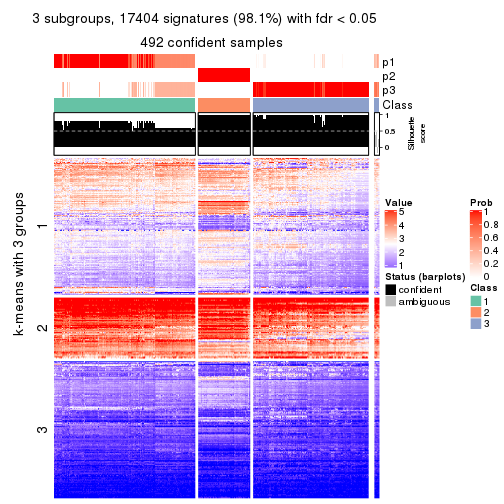 3 subgroups, 17404 signatures (98.1%) with fdr < 0.05
492 confident samples
p1
p2
p3
Class
1
0.5
0
Silhouette
score
k-means with 3 groups
1
2
3
Value
5
4
3
2
1
Status (barplots)
confident
ambiguous
Prob
1
0.8
0.6
0.4
0.2
0
Class
1
2
3